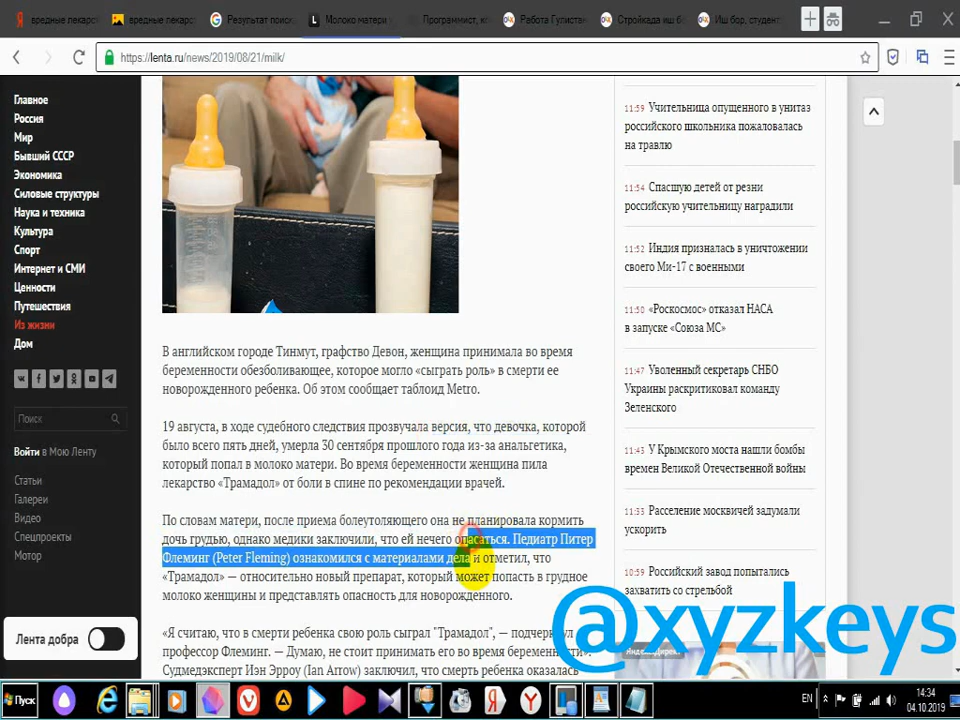 вредные лекарс
вредные лекарс
Результат поиск
Молоко матери
Программист, ко
Работа Гулистан
Стройкада иш б
Иш бор, студент
https://lenta.ru/news/2019/08/21/milk/
Главное
Россия
Мир
Бывший СССР
Экономика
Силовые структуры
Наука и техника
Культура
Спорт
Интернет и СМИ
Ценности
Путешествия
Из жизни
Дом
Поиск
Войти в Мою Ленту
Статьи
Галереи
Видео
Спецпроекты
Мотор
Лента добра
В английском городе Тинмут, графство Девон, женщина принимала во время
беременности обезболивающее, которое могло «сыграть роль» в смерти ее
новорожденного ребенка. Об этом сообщает таблоид Metro.
19 августа, в ходе судебного следствия прозвучала версия, что девочка, которой
было всего пять дней, умерла 30 сентября прошлого года из-за анальгетика,
который попал в молоко матери. Во время беременности женщина пила
лекарство «Трамадол» от боли в спине по рекомендации врачей.
По словам матери, после приема болеутоляющего она не планировала кормить
дочь грудью, однако медики заключили, что ей нечего опасаться. Педиатр Питер
Флеминг (Peter Fleming) ознакомился с материалами дела и отметил, что
«Трамадол» — относительно новый препарат, который может попасть в грудное
молоко женщины и представлять опасность для новорожденного.
«Я считаю, что в смерти ребенка свою роль сыграл "Трамадол", — подчеркнул
профессор Флеминг. — Думаю, не стоит принимать его во время беременности».
Судмедэксперт Иэн Эрроу (Ian Arrow) заключил, что смерть ребенка оказалась
11:59 Учительница опущенного в унитаз
российского школьника пожаловалась
на травлю
11:54 Спасшую детей от резни
российскую учительницу наградили
11:52 Индия призналась в уничтожении
своего Ми-17 с военными
11:50 «Роскосмос» отказал НАСА
в запуске «Союза МС»
11:47 Уволенный секретарь СНБО
Украины раскритиковал команду
Зеленского
11:43 У Крымского моста нашли бомбы
времен Великой Отечественной войны
11:33 Расселение москвичей задумали
ускорить
10:59 Российский завод попытались
захватить со стрельбой
@xyzkeys
Яндекс.Директ
Пуск
EN
14:34
04.10.2019